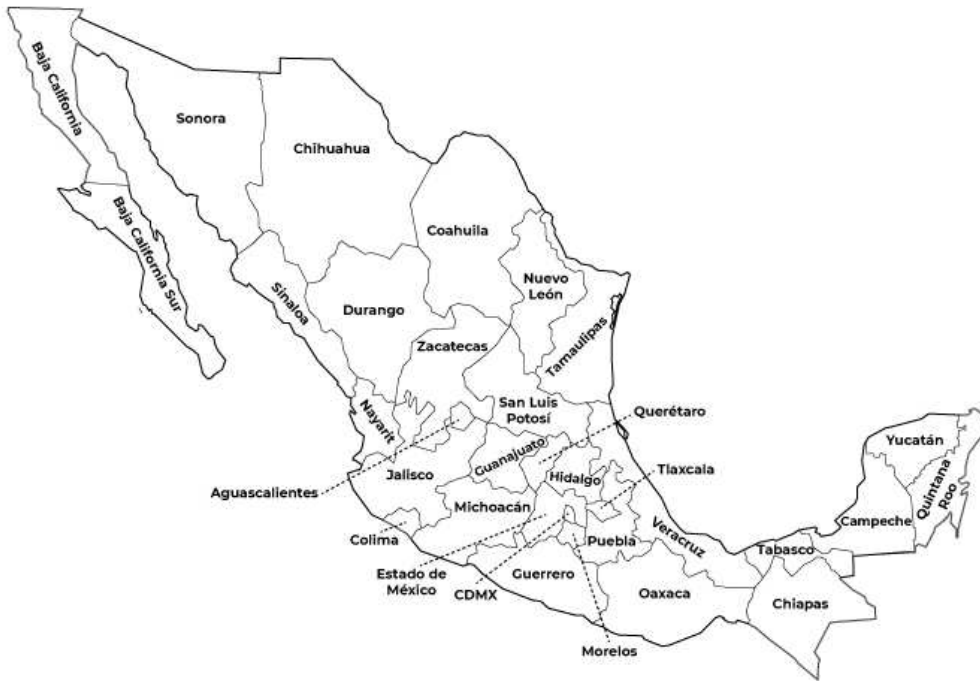 Baja California
Sonora
Chihuahua
Baja California Sur
Coahuila
Sinaloa
Nuevo
León
Durango
Tamaulipas
Zacatecas
San Luis
Potosí
Querétaro
Nayarit
Yucatán
Guanajuato
Jalisco
Hidalgo
Tlaxcala
Quintana
Roo
Aguascalientes
Michoacán
Campeche
Colima
Veracruz
Puebla
Tabasco
Estado de
México
CDMX
Guerrero
Oaxaca
Chiapas
Morelos